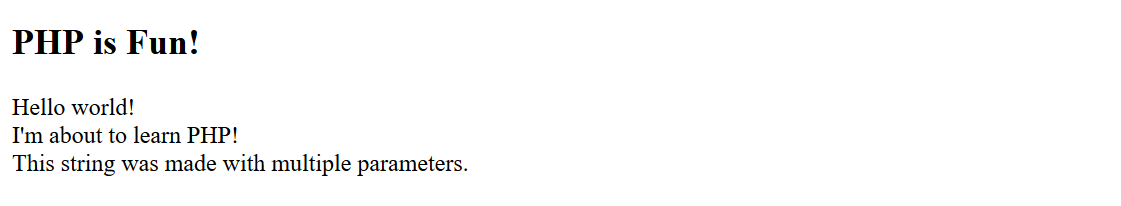 PHP is Fun!
Hello world!
I'm about to learn PHP!
This string was made with multiple parameters.